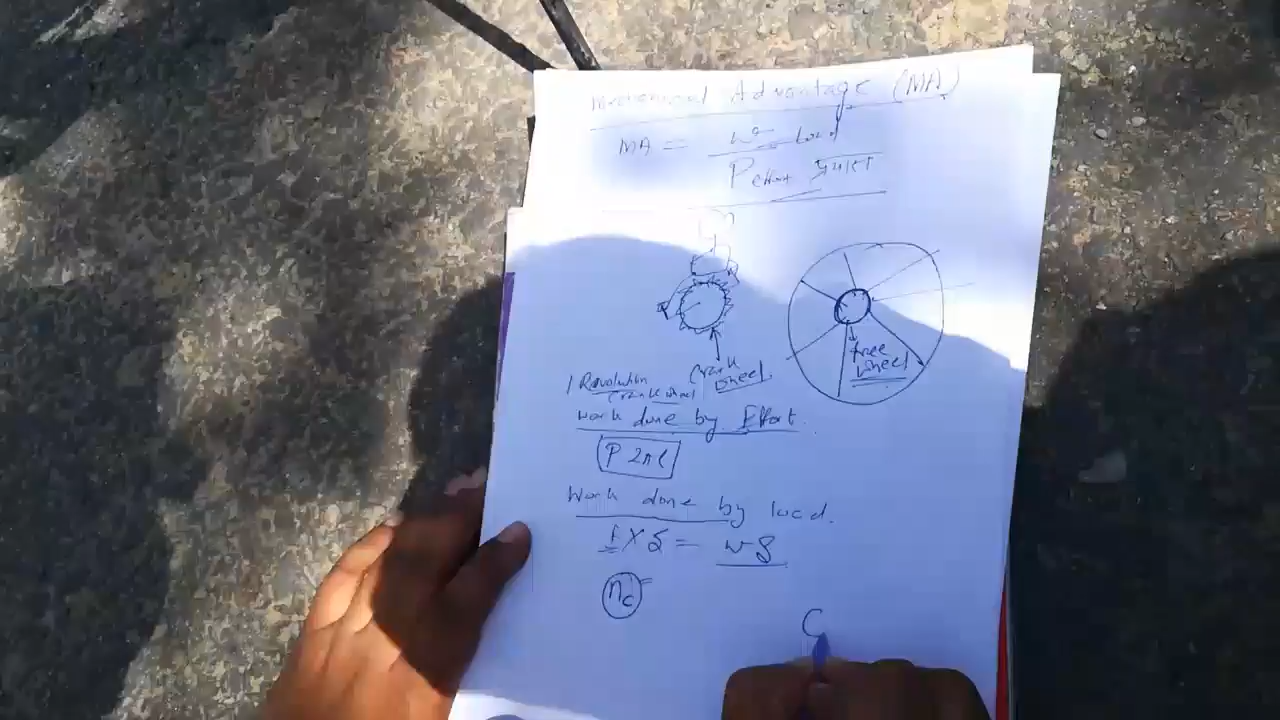 Mechanical Advantage (MA)
MA = W Load
P effort
Crank wheel
free wheel
1 Revolution
Crank wheel
Work done by Effort.
P 2πl
Work done by load.
F X S = WS
nc
C